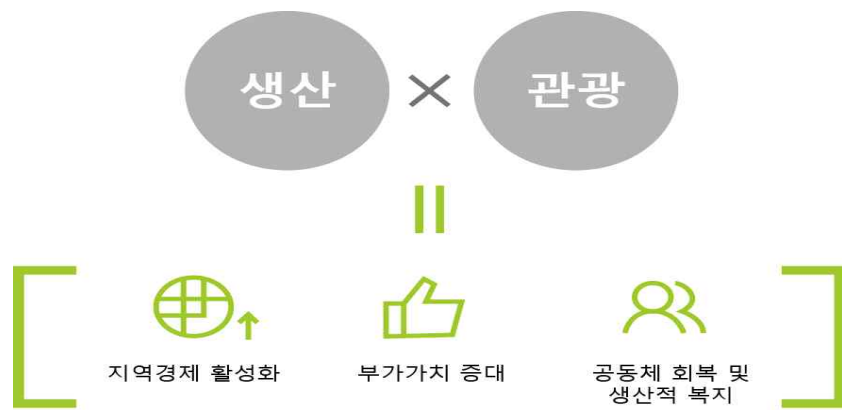 생산 × 관광
지역경제 활성화
부가가치 증대
공동체 회복 및
생산적 복지